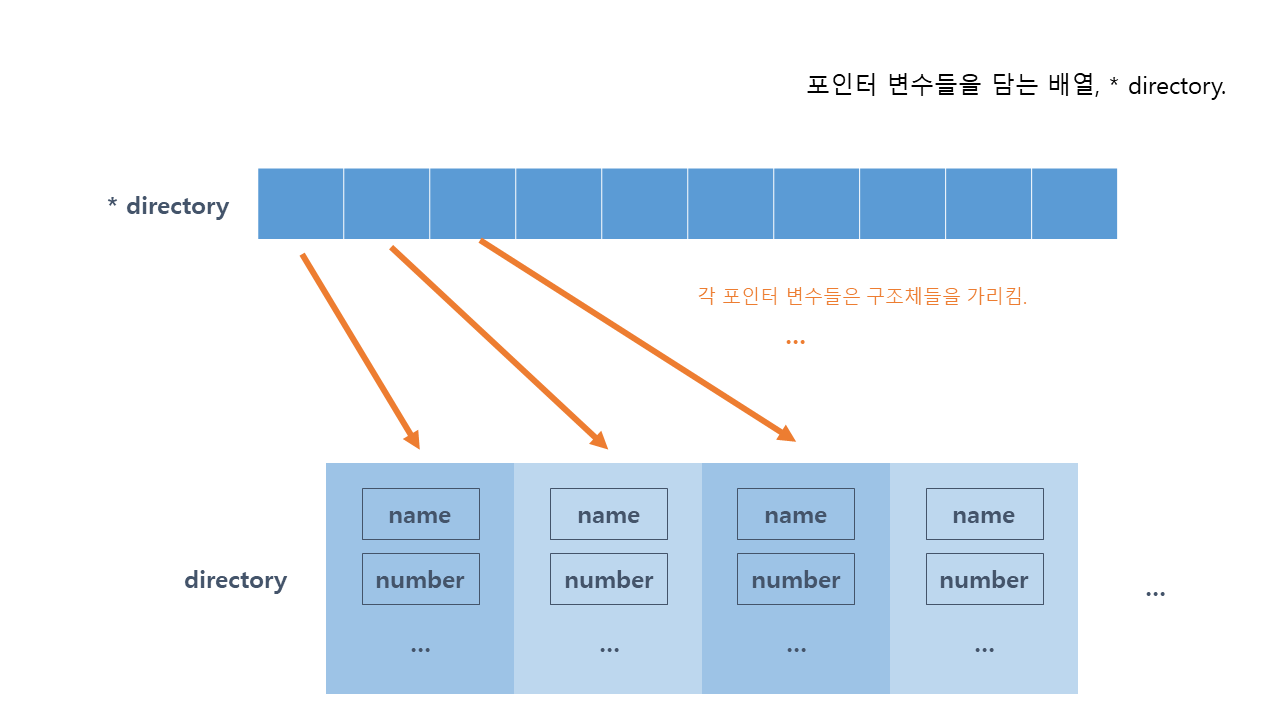 포인터 변수들을 담는 배열, * directory.
* directory
각 포인터 변수들은 구조체들을 가리킴.
...
name name name name
directory number number number number ...
... ... ... ...